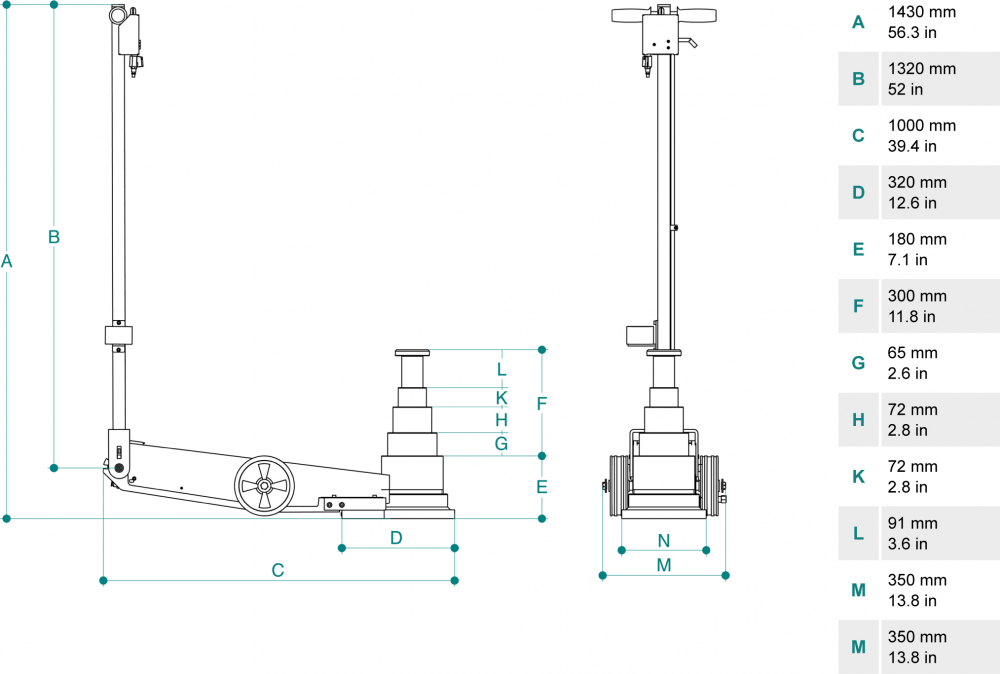 A
1430 mm
56.3 in
B
1320 mm
52 in
C
1000 mm
39.4 in
D
320 mm
12.6 in
E
180 mm
7.1 in
F
300 mm
11.8 in
G
65 mm
2.6 in
H
72 mm
2.8 in
K
72 mm
2.8 in
L
91 mm
3.6 in
M
350 mm
13.8 in
M
350 mm
13.8 in
B
A
L
K
F
H
G
E
D
C
N
M